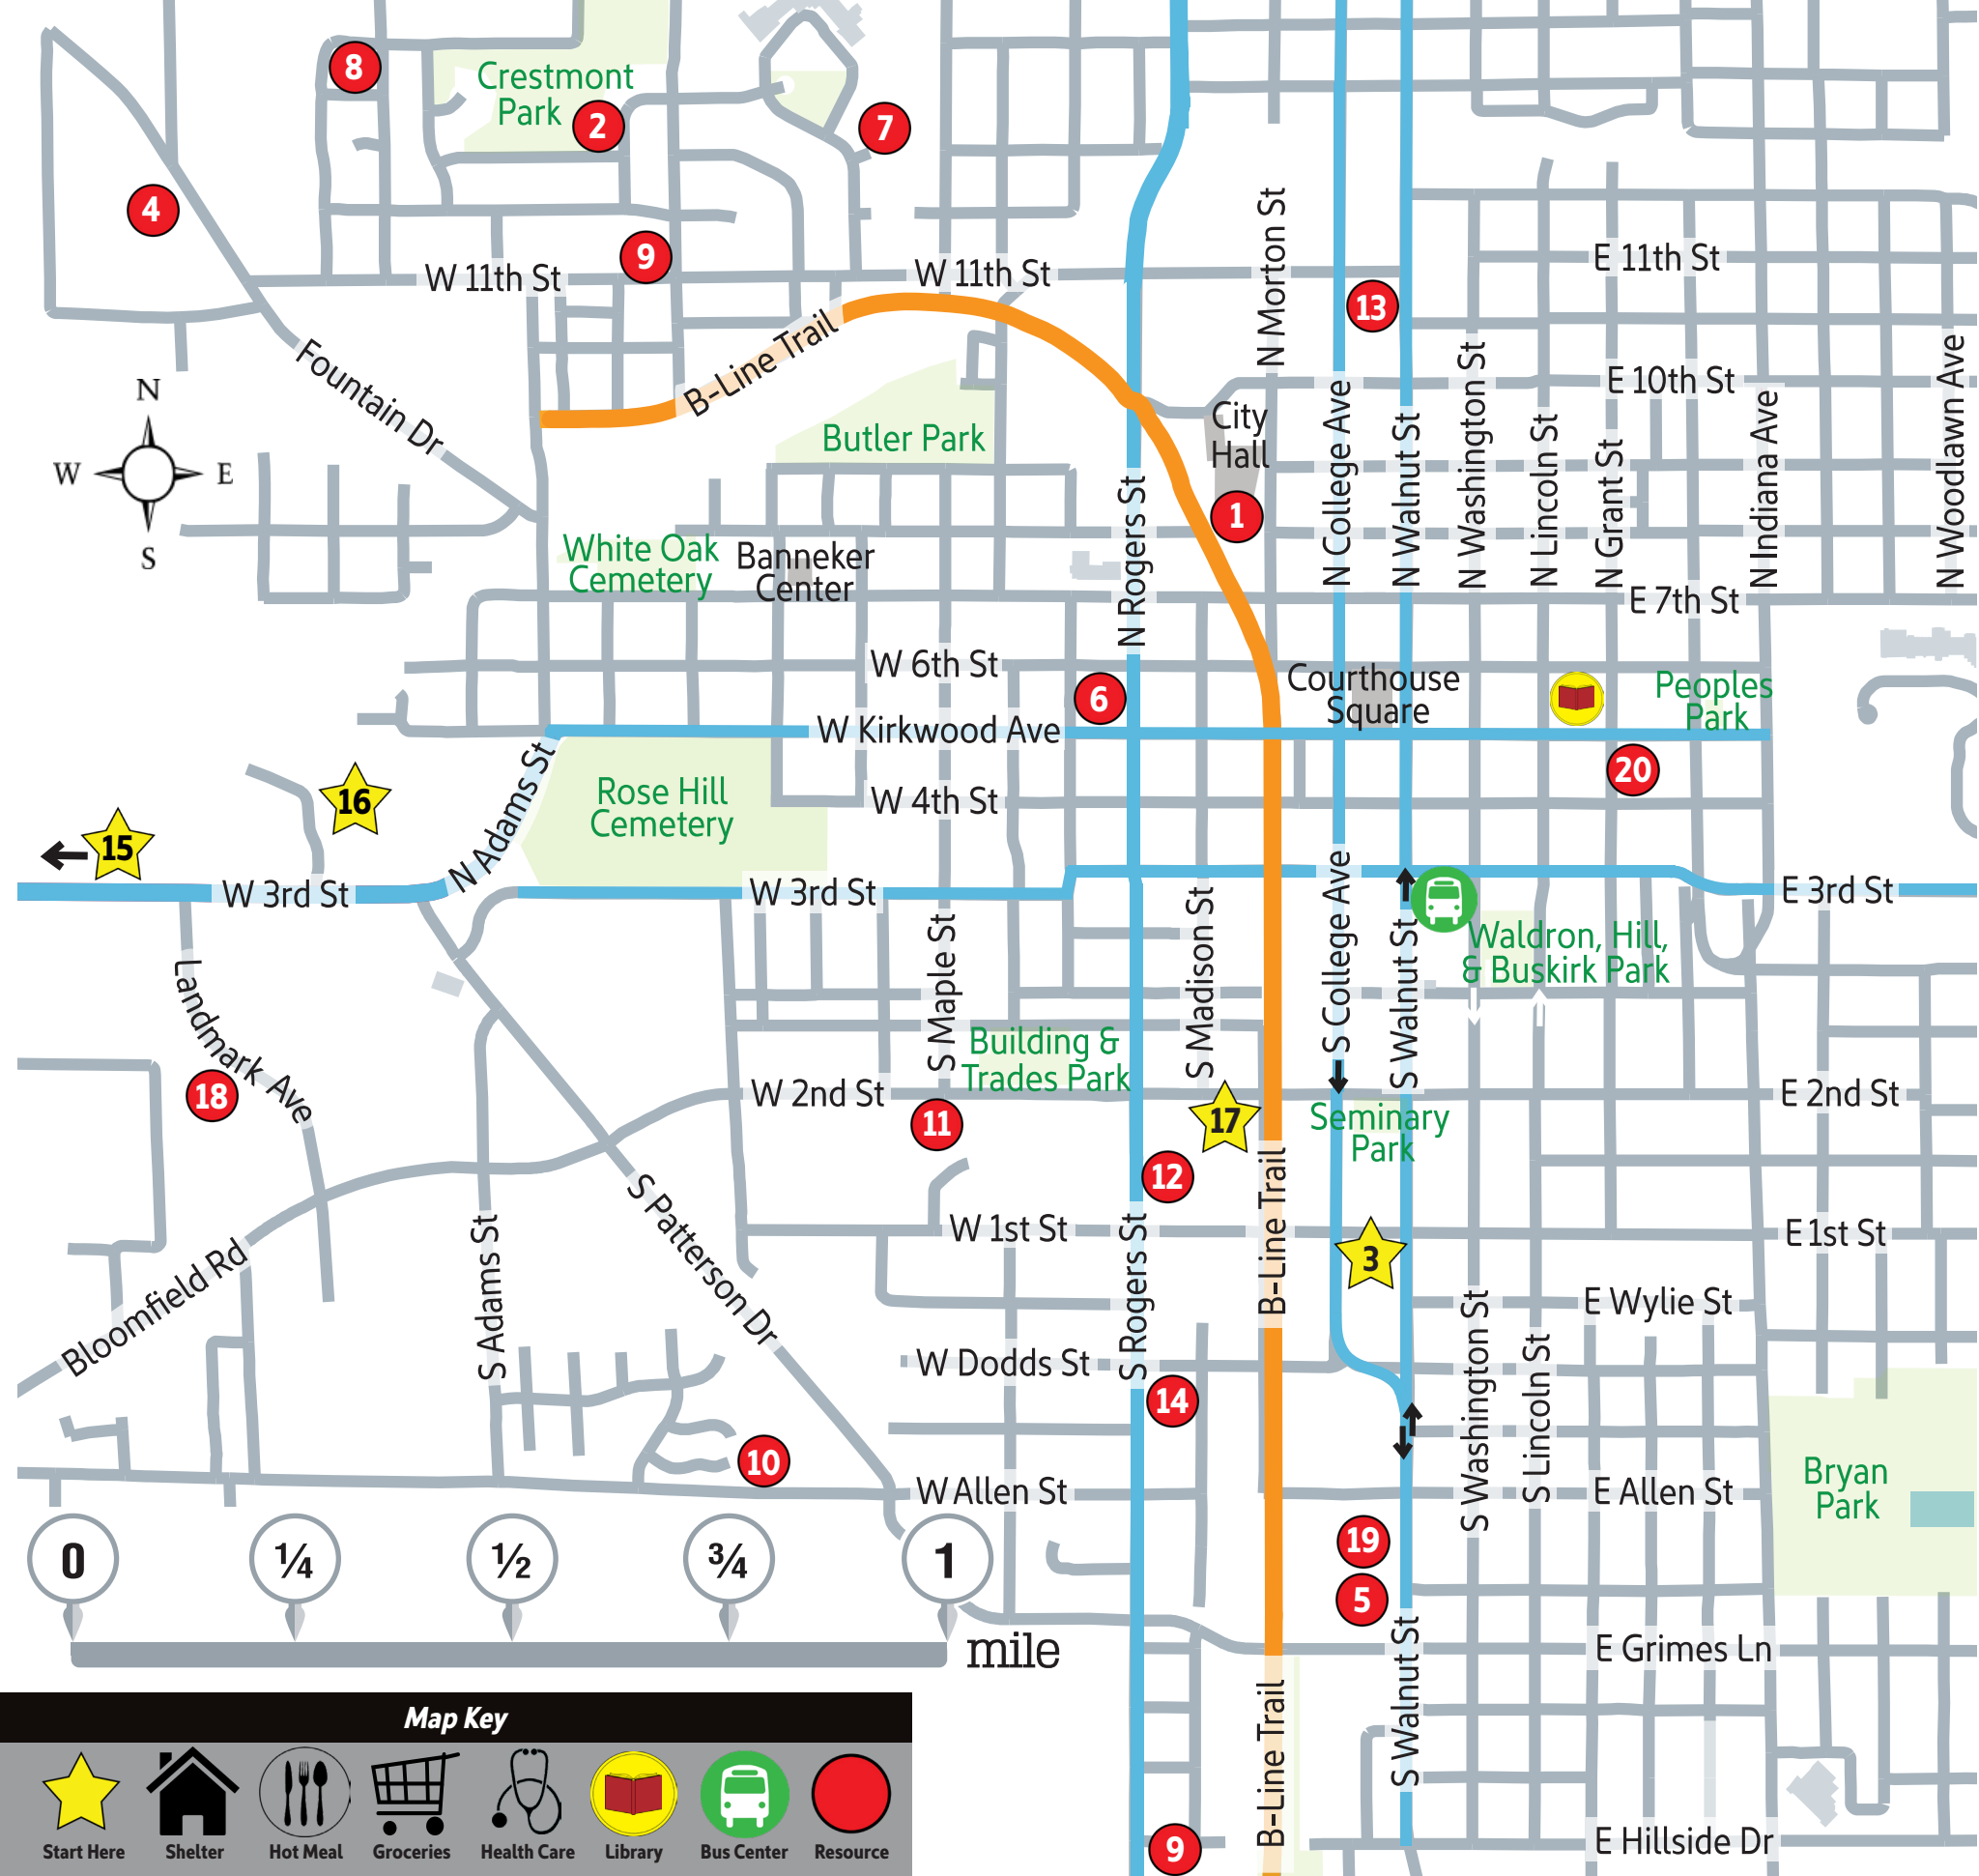 8
Crestmont
Park
2
7
4
N Morton St
9
W 11th St
W 11th St
E 11th St
13
B-Line Trail
Fountain Dr
N
W
E
S
E 10th St
City
Hall
Butler Park
N College Ave
N Walnut St
N Washington St
N Lincoln St
N Grant St
N Indiana Ave
N Woodlawn Ave
N Rogers St
1
White Oak
Cemetery
Banneker
Center
E 7th St
W 6th St
6
Courthouse
Square
Peoples
Park
W Kirkwood Ave
20
Rose Hill
Cemetery
W 4th St
16
15
N Adams St
W 3rd St
W 3rd St
E 3rd St
S Maple St
S Madison St
S College Ave
S Walnut St
Waldron, Hill,
& Buskirk Park
Landmark Ave
18
Building &
Trades Park
W 2nd St
E 2nd St
11
17
Seminary
Park
12
B-Line Trail
S Patterson Dr
S Adams St
W 1st St
E 1st St
3
Bloomfield Rd
S Rogers St
E Wylie St
W Dodds St
S Washington St
S Lincoln St
14
10
Bryan
Park
W Allen St
E Allen St
19
5
0
¼
½
¾
1
mile
E Grimes Ln
S Walnut St
B-Line Trail
E Hillside Dr
9
Map Key
Start Here
Shelter
Hot Meal
Groceries
Health Care
Library
Bus Center
Resource